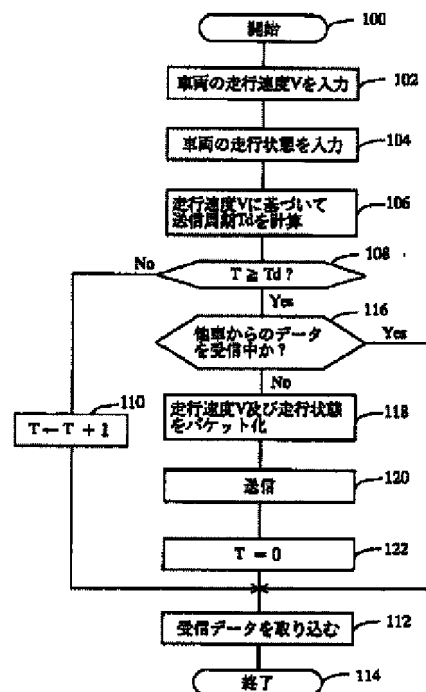 開始
100
車両の走行速度Vを入力
102
車両の走行状態を入力
104
走行速度Vに基づいて
送信周期Tdを計算
106
108
No
T ≧ Td ?
Yes
116
他車からのデータ
を受信中か？
Yes
No
110
T ← T + 1
走行速度V及び走行状態
をパケット化
118
送信
120
T = 0
122
受信データを取り込む
112
終了
114